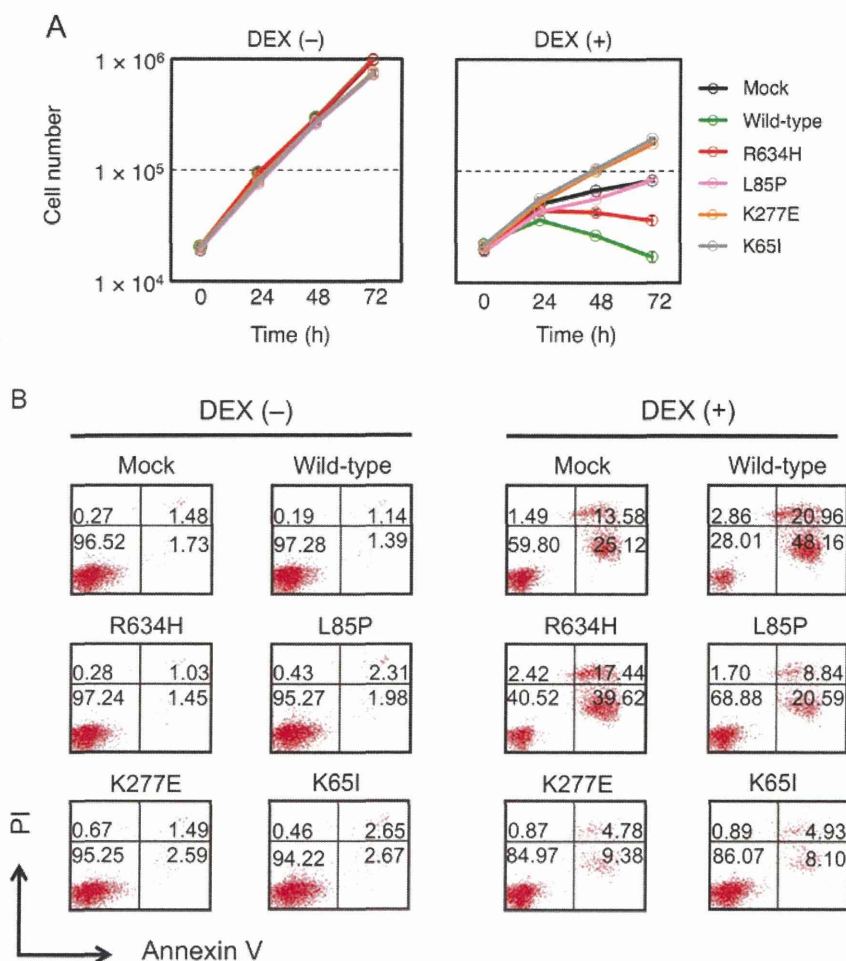 A
DEX (–)
DEX (+)
1 × 10⁶
1 × 10⁵
1 × 10⁴
Cell number
0 24 48 72
0 24 48 72
Time (h)
Time (h)
Mock
Wild-type
R634H
L85P
K277E
K65I
B
DEX (–)
DEX (+)
Mock Wild-type Mock Wild-type
0.27 1.48 0.19 1.14 1.49 13.58 2.86 20.96
96.52 1.73 97.28 1.39 59.80 25.12 28.01 48.16
R634H L85P R634H L85P
0.28 1.03 0.43 2.31 2.42 17.44 1.70 8.84
97.24 1.45 95.27 1.98 40.52 39.62 68.88 20.59
K277E K65I K277E K65I
0.67 1.49 0.46 2.65 0.87 4.78 0.89 4.93
95.25 2.59 94.22 2.67 84.97 9.38 86.07 8.10
PI
Annexin V